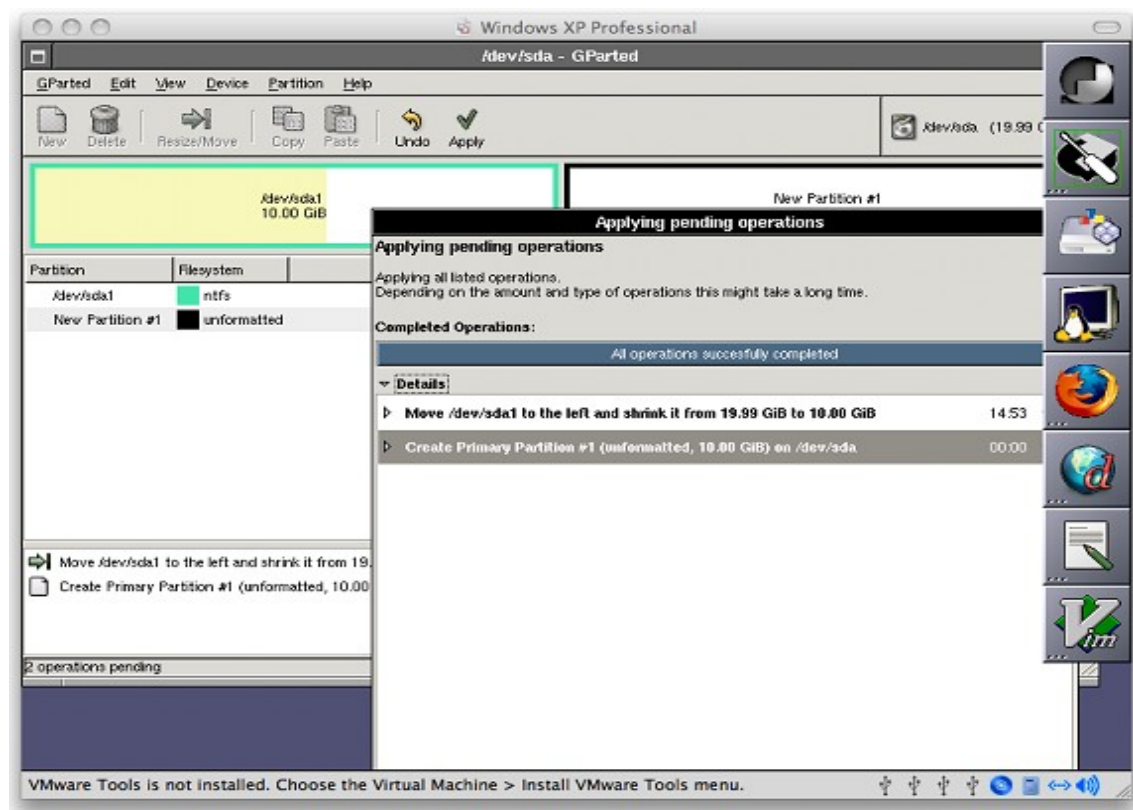 Windows XP Professional
/dev/sda - GParted
GParted Edit View Device Partition Help
New Delete Resize/Move Copy Paste Undo Apply
/dev/sda (19.99
/dev/sda1
10.00 GiB
New Partition #1
Applying pending operations
Applying pending operations
Applying all listed operations.
Depending on the amount and type of operations this might take a long time.
Completed Operations:
All operations succesfully completed
Details
Move /dev/sda1 to the left and shrink it from 19.99 GiB to 10.00 GiB 14:53
Create Primary Partition #1 (unformatted, 10.00 GiB) on /dev/sda 00:00
Partition Filesystem
/dev/sda1 ntfs
New Partition #1 unformatted
Move /dev/sda1 to the left and shrink it from 19.
Create Primary Partition #1 (unformatted, 10.00
2 operations pending
d
Vim
VMware Tools is not installed. Choose the Virtual Machine > Install VMware Tools menu.